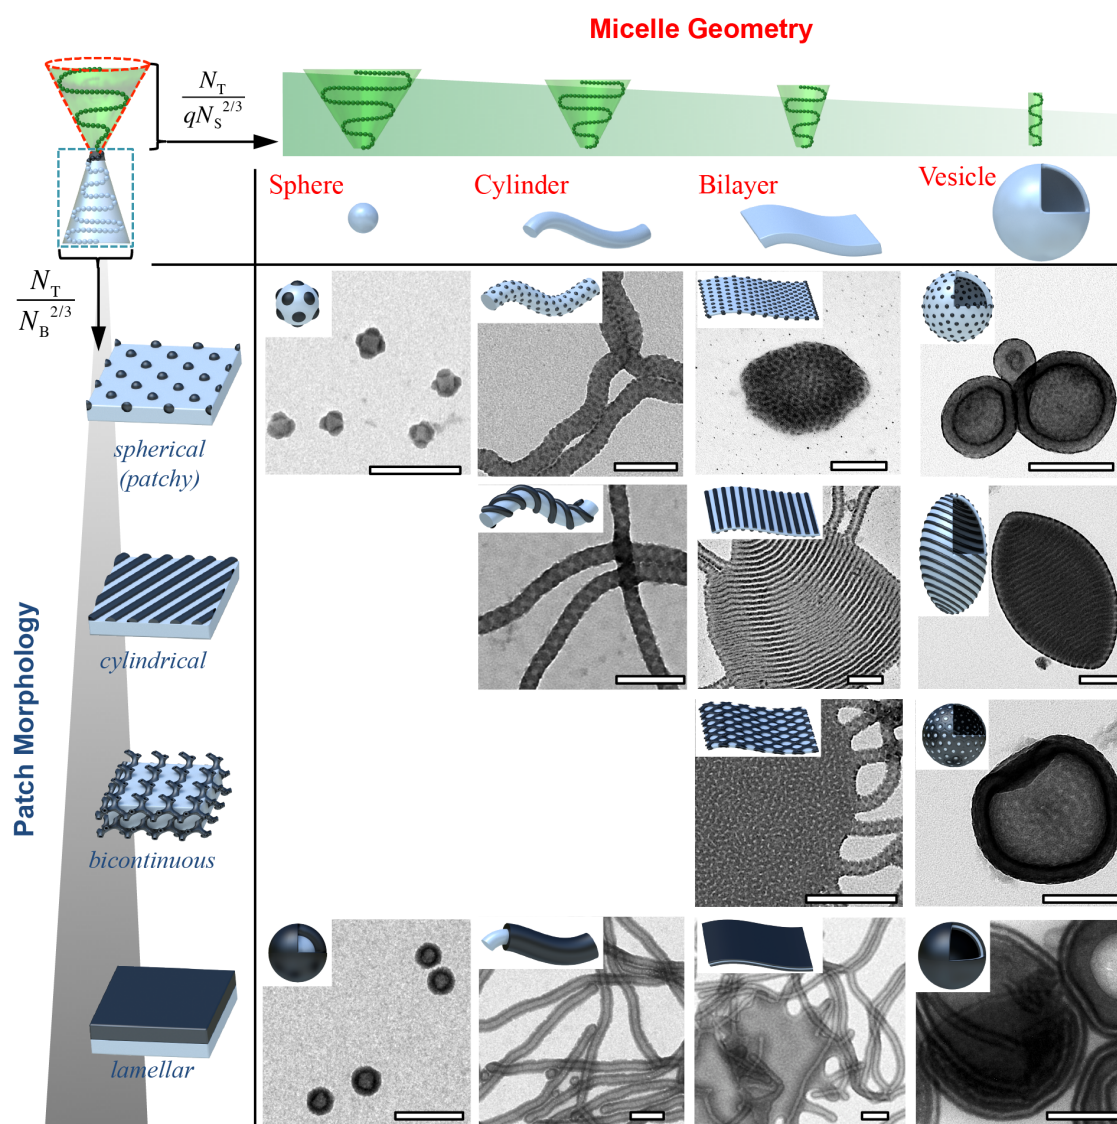 Micelle Geometry
N_T
qN_S^2/3
Sphere
Cylinder
Bilayer
Vesicle
N_T
N_B^2/3
spherical
(patchy)
cylindrical
Patch Morphology
bicontinuous
lamellar